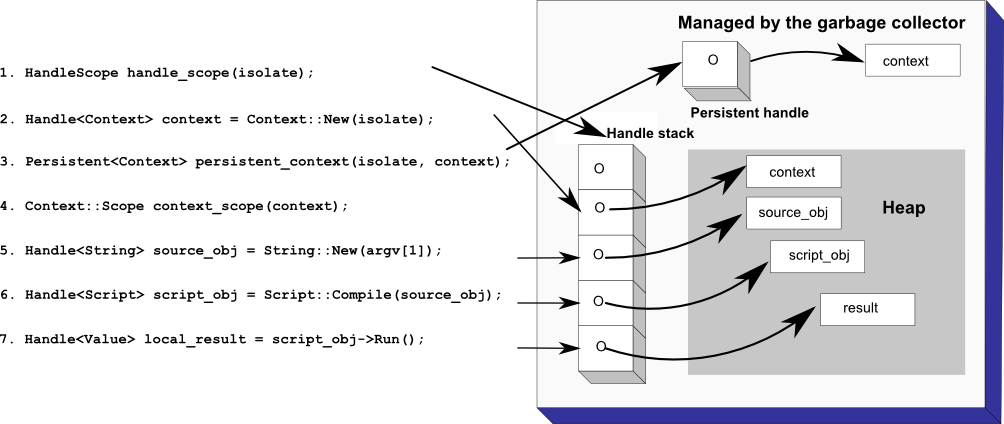 Managed by the garbage collector
context
Persistent handle
Handle stack
1. HandleScope handle_scope(isolate);
2. Handle<Context> context = Context::New(isolate);
3. Persistent<Context> persistent_context(isolate, context);
4. Context::Scope context_scope(context);
5. Handle<String> source_obj = String::New(argv[1]);
6. Handle<Script> script_obj = Script::Compile(source_obj);
7. Handle<Value> local_result = script_obj->Run();
O
O
O
O
O
O
context
source_obj
Heap
script_obj
result